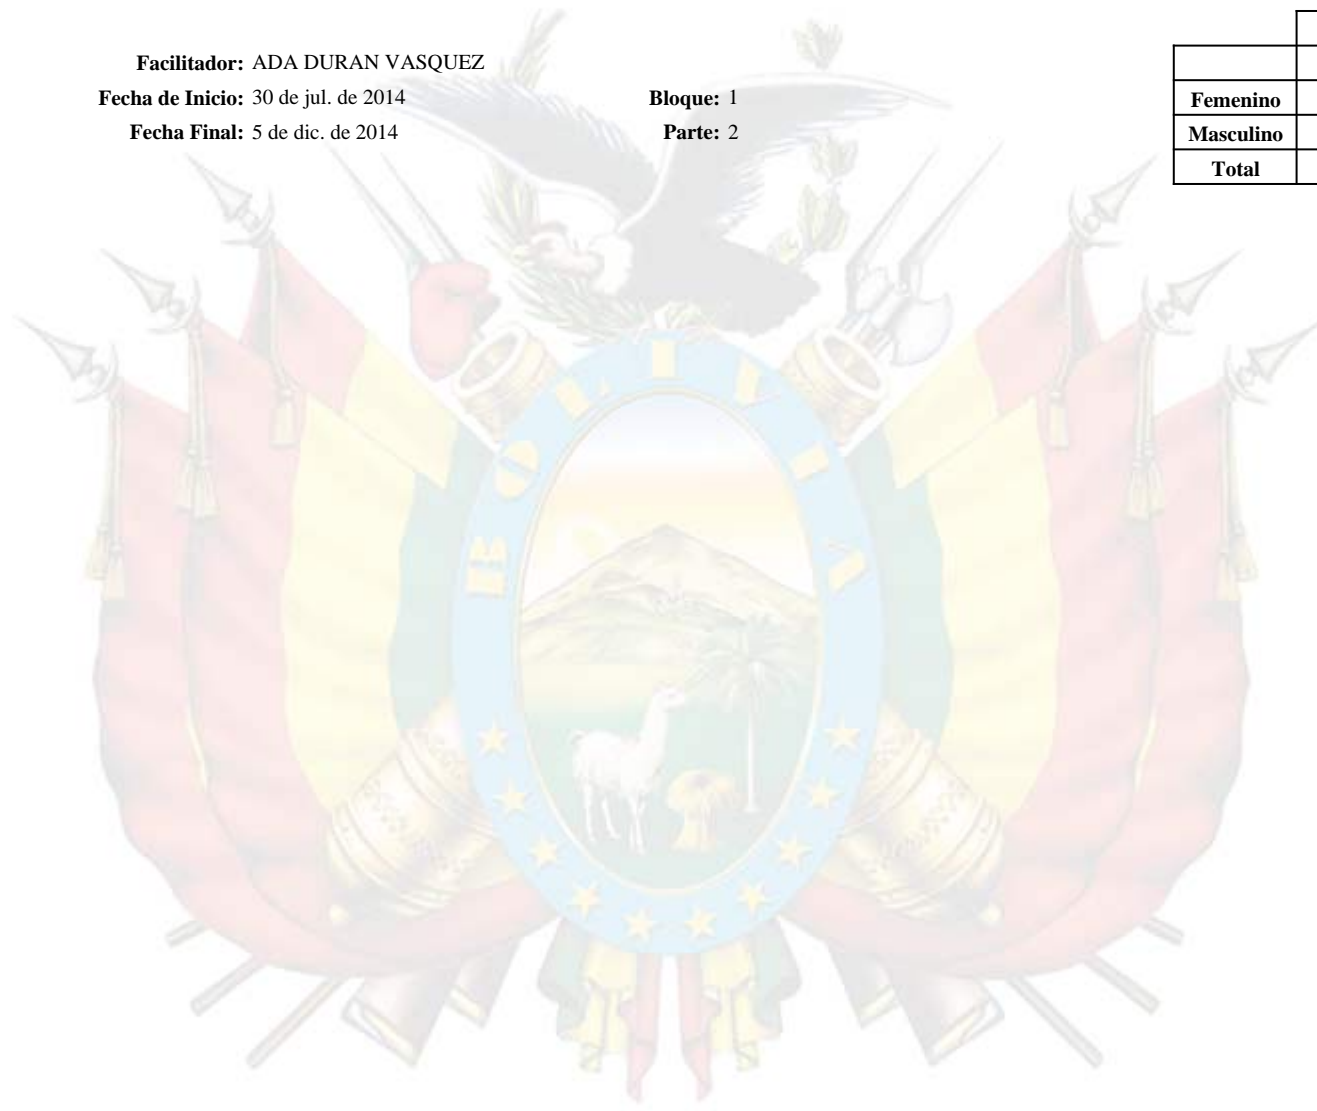 Facilitador: ADA DURAN VASQUEZ
Fecha de Inicio: 30 de jul. de 2014 Bloque: 1
Fecha Final: 5 de dic. de 2014 Parte: 2
Femenino
Masculino
Total
BOLIVIA